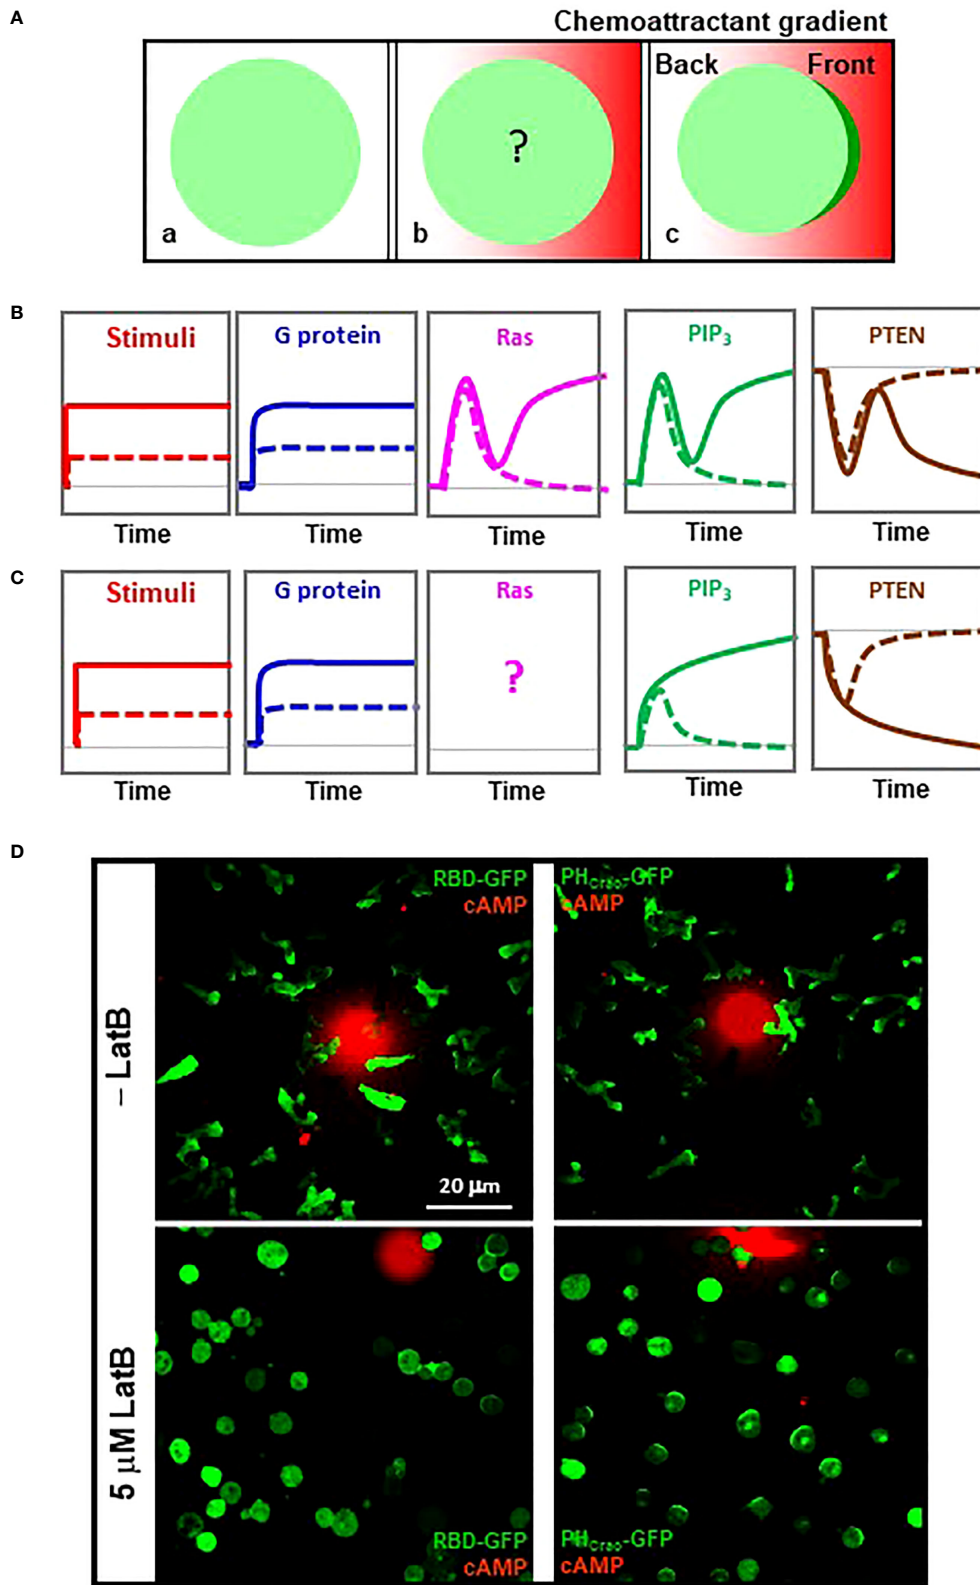 A
Chemoattractant gradient
Back
Front
?
a
b
c
B
Stimuli
G protein
Ras
PIP3
PTEN
Time
Time
Time
Time
Time
C
Stimuli
G protein
Ras
PIP3
PTEN
?
Time
Time
Time
Time
Time
D
– LatB
RBD-GFP
cAMP
PHCrac-GFP
cAMP
20 µm
5 µM LatB
RBD-GFP
cAMP
PHCrac-GFP
cAMP